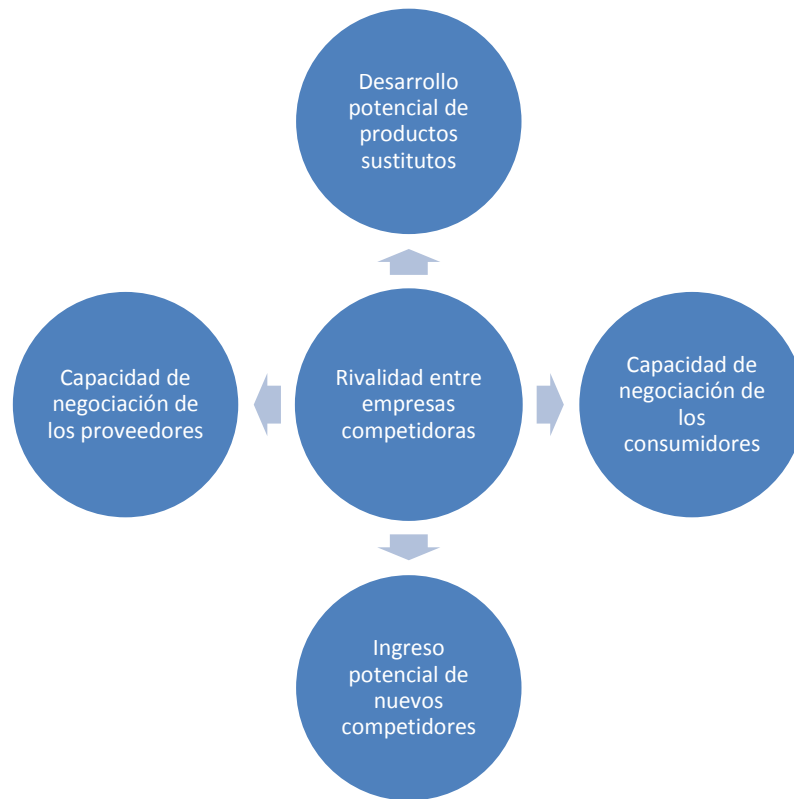 Desarrollo
potencial de
productos
sustitutos
Capacidad de
negociación de
los proveedores
Rivalidad entre
empresas
competidoras
Capacidad de
negociación de
los
consumidores
Ingreso
potencial de
nuevos
competidores